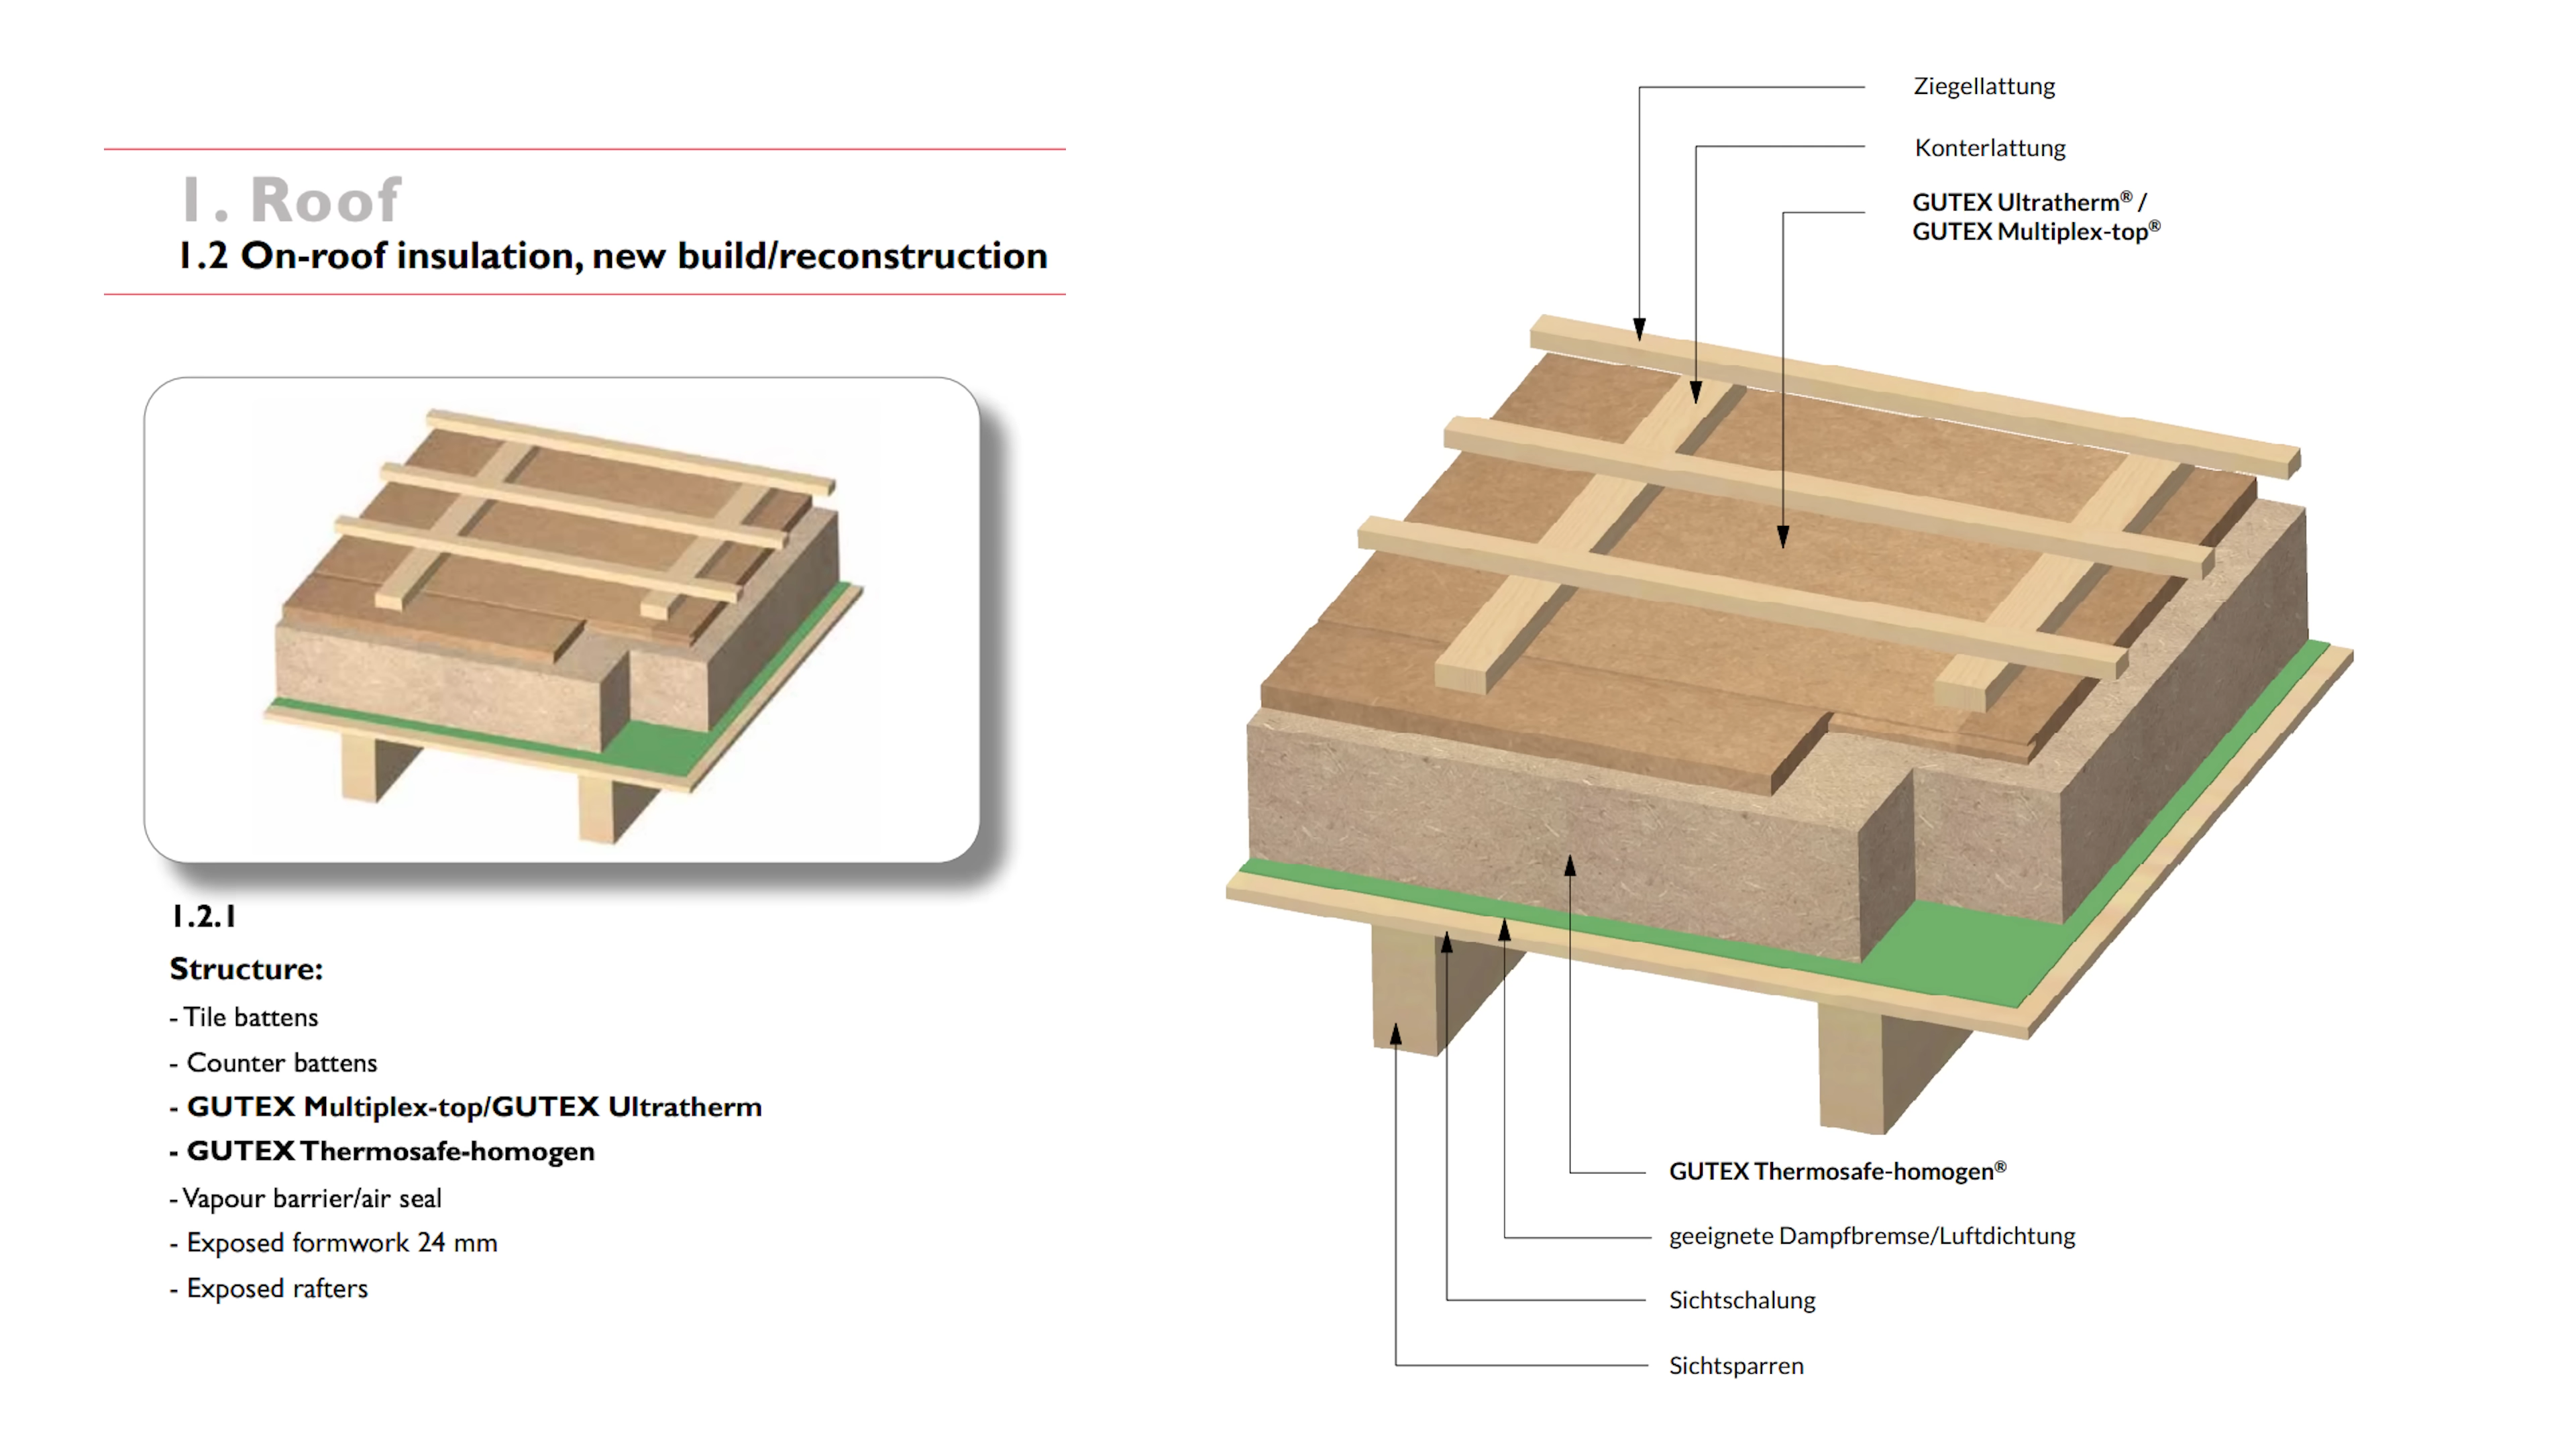 1. Roof
1.2 On-roof insulation, new build/reconstruction
1.2.1
Structure:
- Tile battens
- Counter battens
- GUTEX Multiplex-top/GUTEX Ultratherm
- GUTEX Thermosafe-homogen
- Vapour barrier/air seal
- Exposed formwork 24 mm
- Exposed rafters
Ziegellattung
Konterlattung
GUTEX Ultratherm® /
GUTEX Multiplex-top®
GUTEX Thermosafe-homogen®
geeignete Dampfbremse/Luftdichtung
Sichtschalung
Sichtsparren